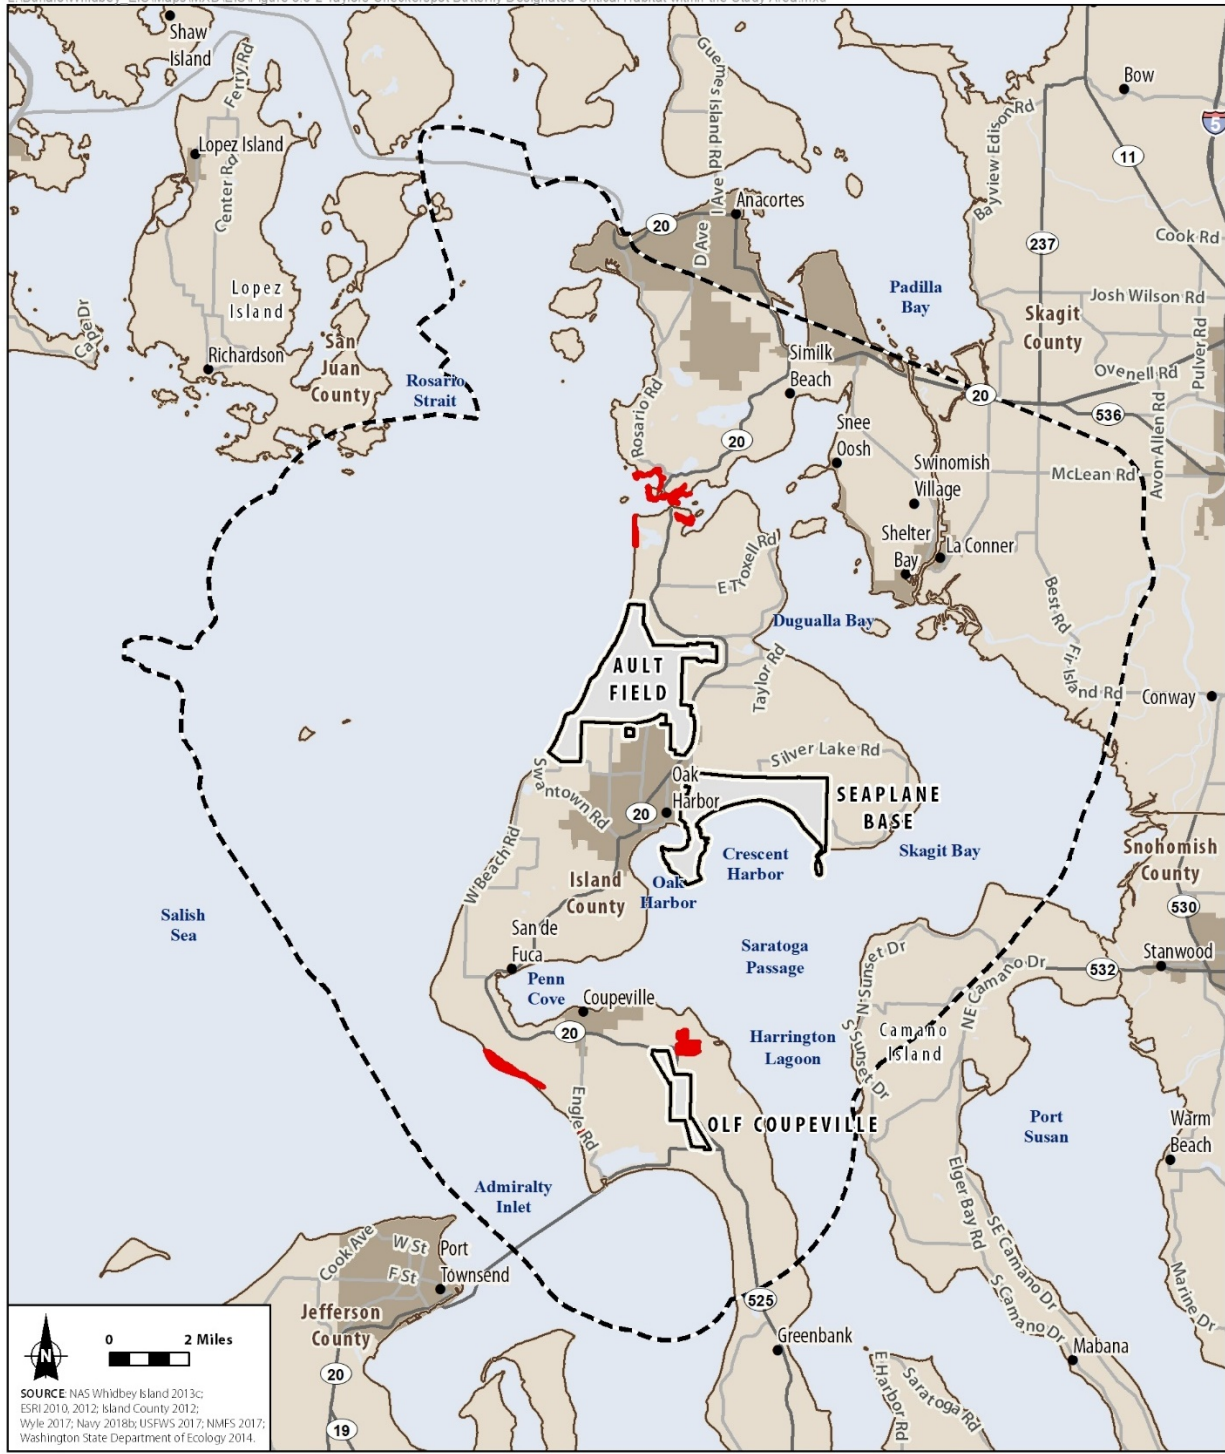 Shaw
Island
Ferry Rd
Lopez Island
Center Rd
Lopez
Island
Cape Dr
Richardson
San
Juan
County
Rosario
Strait
Guemes Island Rd
I Ave
D Ave
Anacortes
20
Bow
5
11
Bayview Edison Rd
237
Cook Rd
Padilla
Bay
Josh Wilson Rd
Skagit
County
Pulver Rd
Ovenell Rd
20
536
Avon Allen Rd
McLean Rd
Similk
Beach
Rosario Rd
20
Snee
Oosh
Swinomish
Village
Shelter
Bay
La Conner
E Troxell Rd
Best Rd
Dugualla Bay
Fir Island Rd
Conway
AULT
FIELD
Taylor Rd
Silver Lake Rd
Swantown Rd
Oak
Harbor
20
SEAPLANE
BASE
Crescent
Harbor
Skagit Bay
W Beach Rd
Island
County
Oak
Harbor
Snohomish
County
530
Salish
Sea
San de
Fuca
Saratoga
Passage
N Sunset Dr
NE Camano Dr
532
Stanwood
Penn
Cove
Coupeville
20
Harrington
Lagoon
S Sunset Dr
Camano
Island
Engle Rd
OLF COUPEVILLE
Port
Susan
Warm
Beach
Admiralty
Inlet
Elger Bay Rd
SE Camano Dr
S Camano Dr
Marine Dr
Cook Ave
W St
F St
Port
Townsend
Jefferson
County
525
Greenbank
Mabana
E Harbor Rd
Saratoga Rd
20
19
N
0 2 Miles
SOURCE: NAS Whidbey Island 2013c;
ESRI 2010, 2012; Island County 2012;
Wyle 2017; Navy 2018b; USFWS 2017; NMFS 2017;
Washington State Department of Ecology 2014.